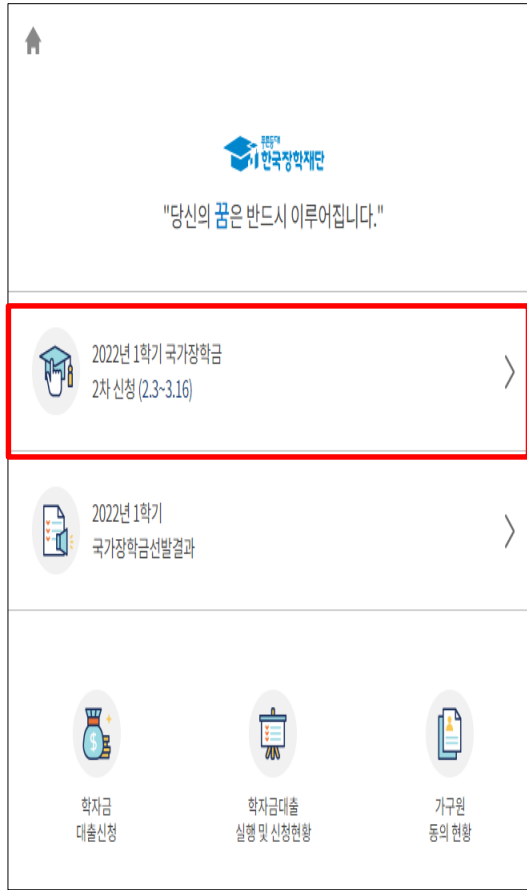 푸른등대
한국장학재단
"당신의 꿈은 반드시 이루어집니다."
2022년 1학기 국가장학금
2차 신청 (2.3~3.16)
2022년 1학기
국가장학금선발결과
학자금
대출신청
학자금대출
실행 및 신청현황
가구원
동의 현황